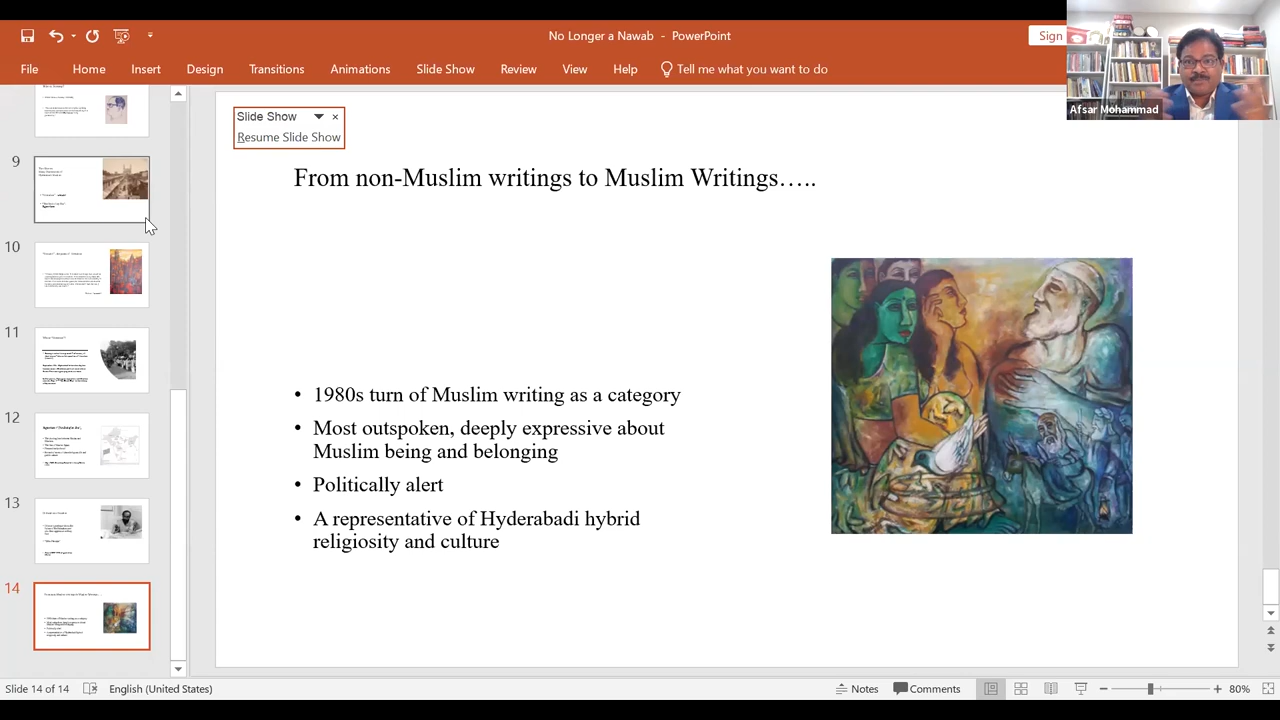 No Longer a Nawab - PowerPoint
Sign
File Home Insert Design Transitions Animations Slide Show Review View Help Tell me what you want to do
Afsar Mohammad
Slide Show
Resume Slide Show
From non-Muslim writings to Muslim Writings…..
• 1980s turn of Muslim writing as a category
• Most outspoken, deeply expressive about
Muslim being and belonging
• Politically alert
• A representative of Hyderabadi hybrid
religiosity and culture
9
10
11
12
13
14
Slide 14 of 14 English (United States) Notes Comments 80%